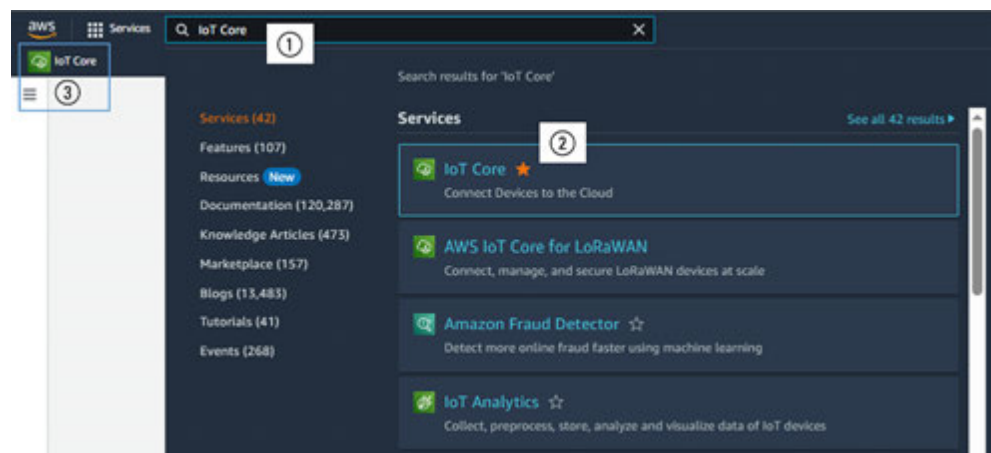 aws
Services
IoT Core
①
IoT Core
③
Search results for 'IoT Core'
Services (42)
Features (107)
Resources New
Documentation (120,287)
Knowledge Articles (473)
Marketplace (157)
Blogs (13,483)
Tutorials (41)
Events (268)
Services
See all 42 results
②
IoT Core
Connect Devices to the Cloud
AWS IoT Core for LoRaWAN
Connect, manage, and secure LoRaWAN devices at scale
Amazon Fraud Detector
Detect more online fraud faster using machine learning
IoT Analytics
Collect, preprocess, store, analyze and visualize data of IoT devices